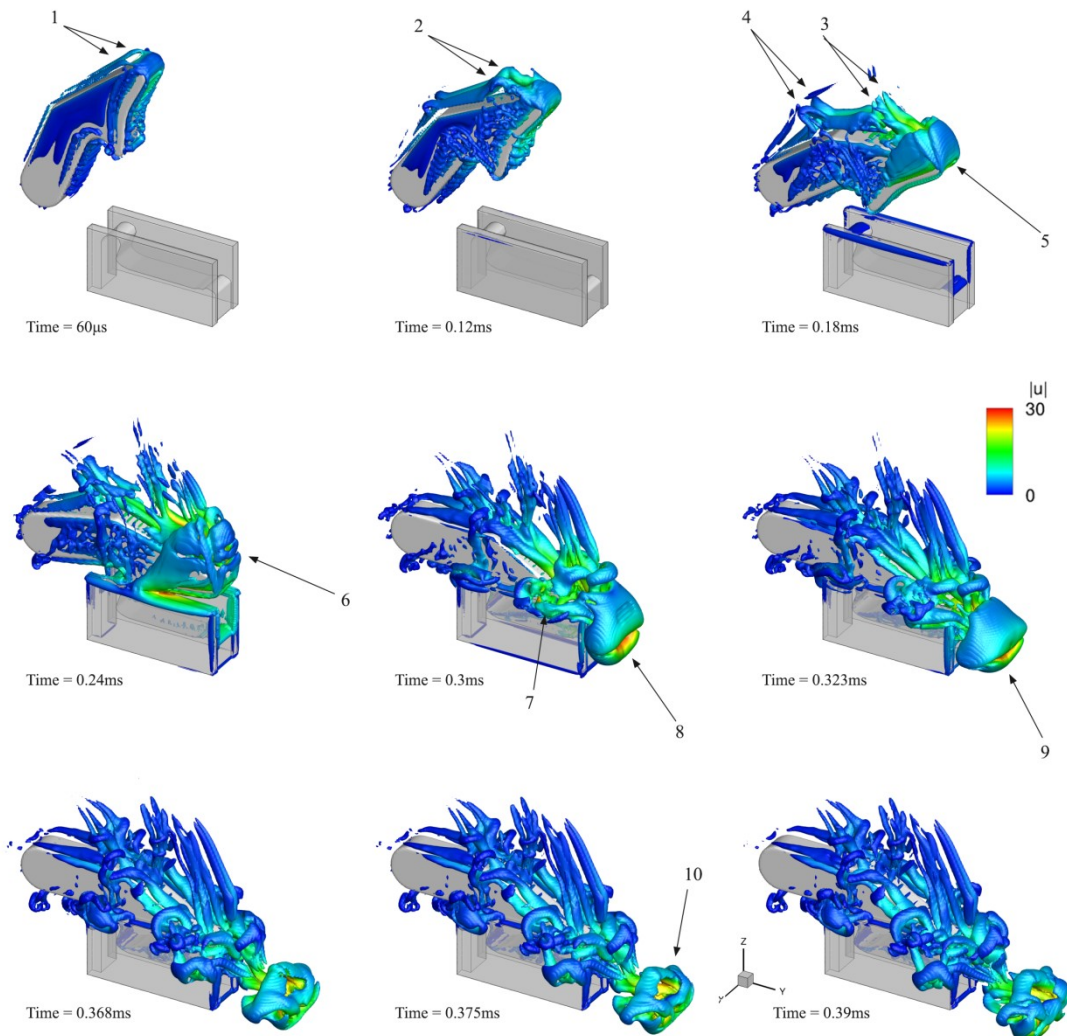 1
2
4
3
5
Time = 60μs
Time = 0.12ms
Time = 0.18ms
|u|
30
0
6
Time = 0.24ms
Time = 0.3ms
Time = 0.323ms
7
8
9
10
Z
Y
Y
Time = 0.368ms
Time = 0.375ms
Time = 0.39ms